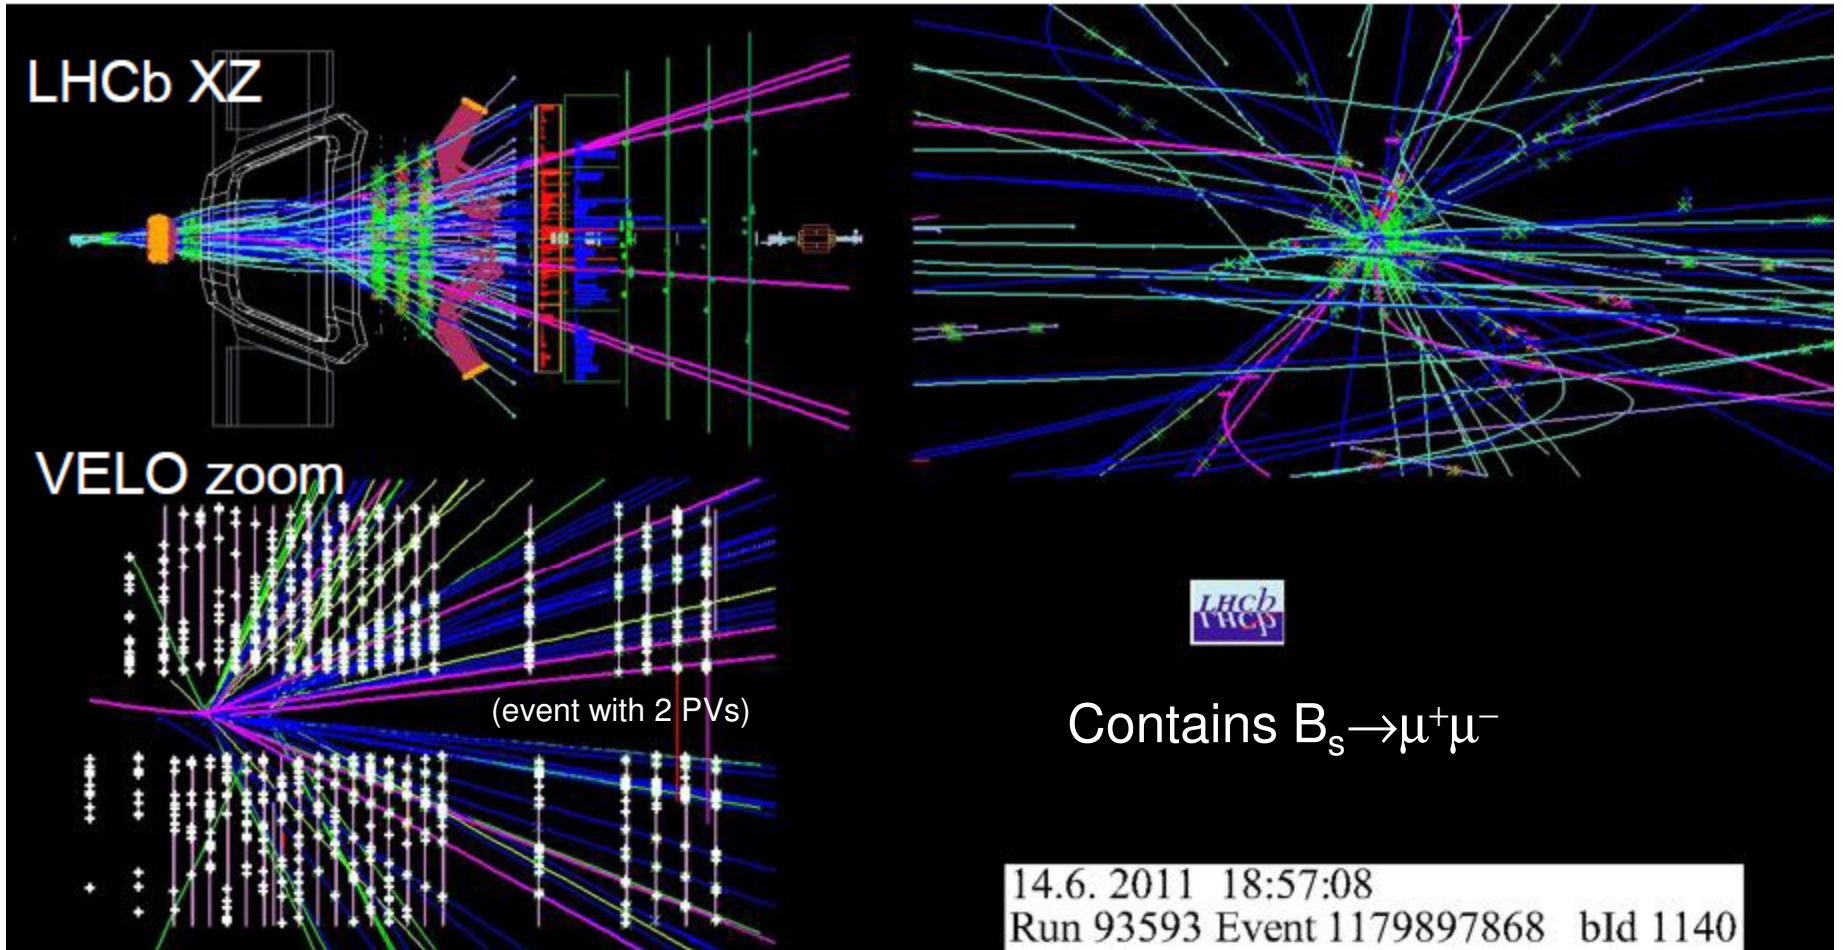 LHCb XZ
VELO zoom
(event with 2 PVs)
LHCb
LHCb
Contains Bs→μ⁺μ⁻
14.6. 2011 18:57:08
Run 93593 Event 1179897868 bId 1140